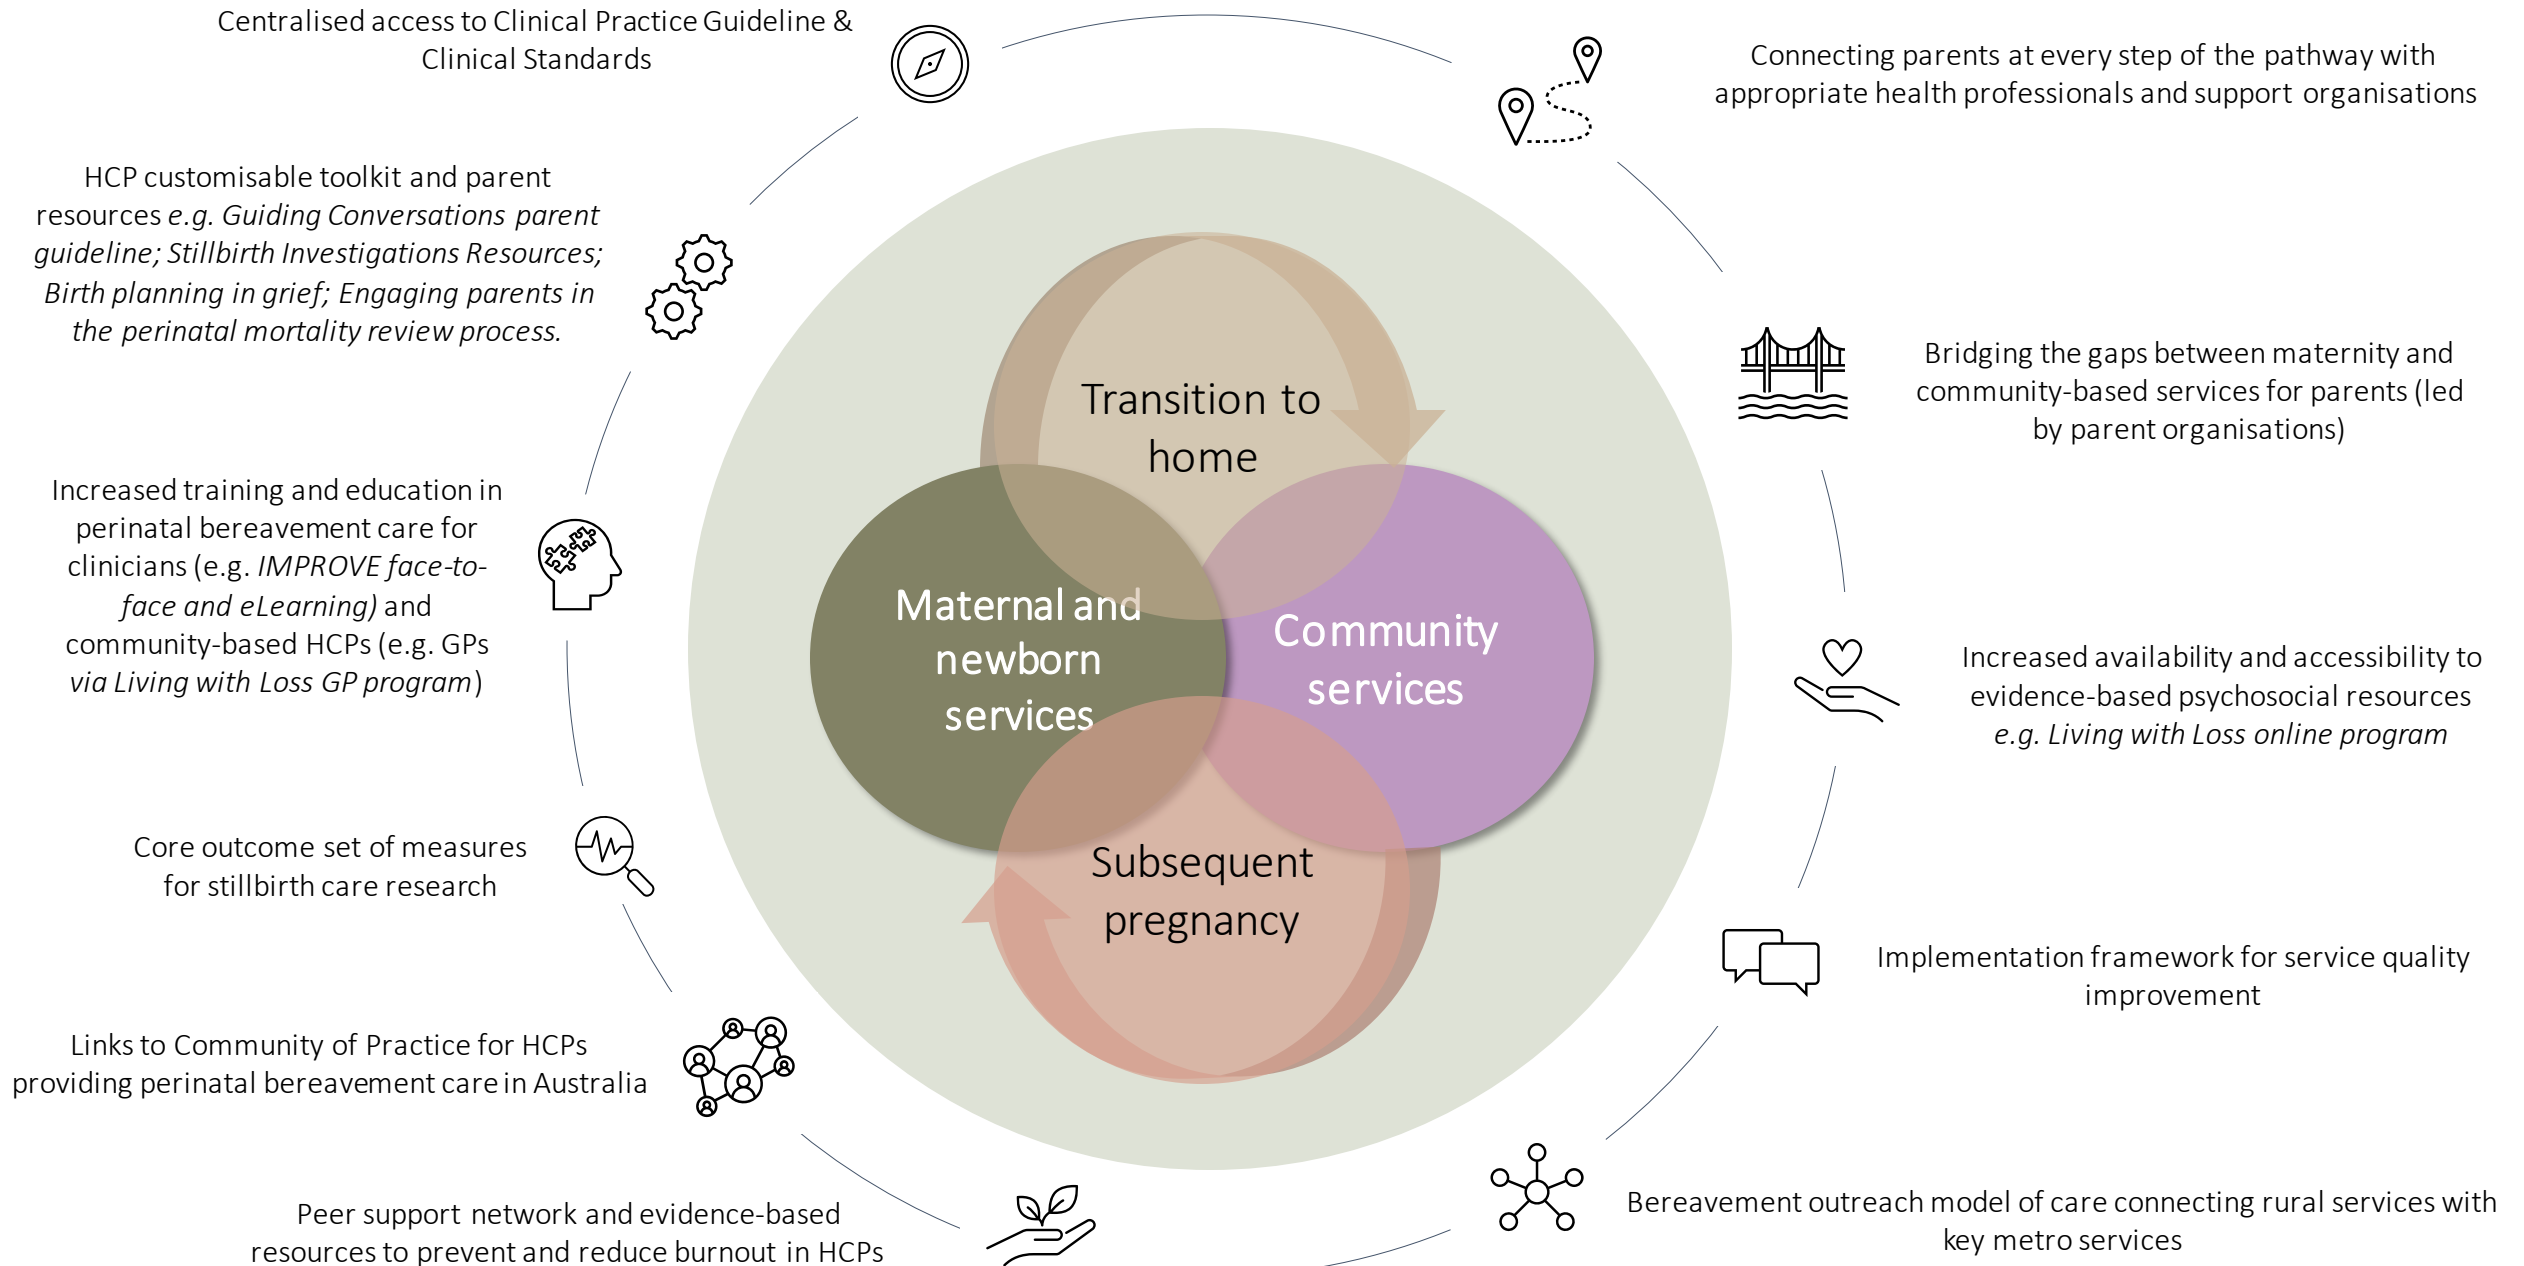 Centralised access to Clinical Practice Guideline &
Clinical Standards
HCP customisable toolkit and parent
resources e.g. Guiding Conversations parent
guideline; Stillbirth Investigations Resources;
Birth planning in grief; Engaging parents in
the perinatal mortality review process.
Increased training and education in
perinatal bereavement care for
clinicians (e.g. IMPROVE face-to-
face and eLearning) and
community-based HCPs (e.g. GPs
via Living with Loss GP program)
Core outcome set of measures
for stillbirth care research
Links to Community of Practice for HCPs
providing perinatal bereavement care in Australia
Peer support network and evidence-based
resources to prevent and reduce burnout in HCPs
Transition to
home
Maternal and
newborn
services
Community
services
Subsequent
pregnancy
Connecting parents at every step of the pathway with
appropriate health professionals and support organisations
Bridging the gaps between maternity and
community-based services for parents (led
by parent organisations)
Increased availability and accessibility to
evidence-based psychosocial resources
e.g. Living with Loss online program
Implementation framework for service quality
improvement
Bereavement outreach model of care connecting rural services with
key metro services